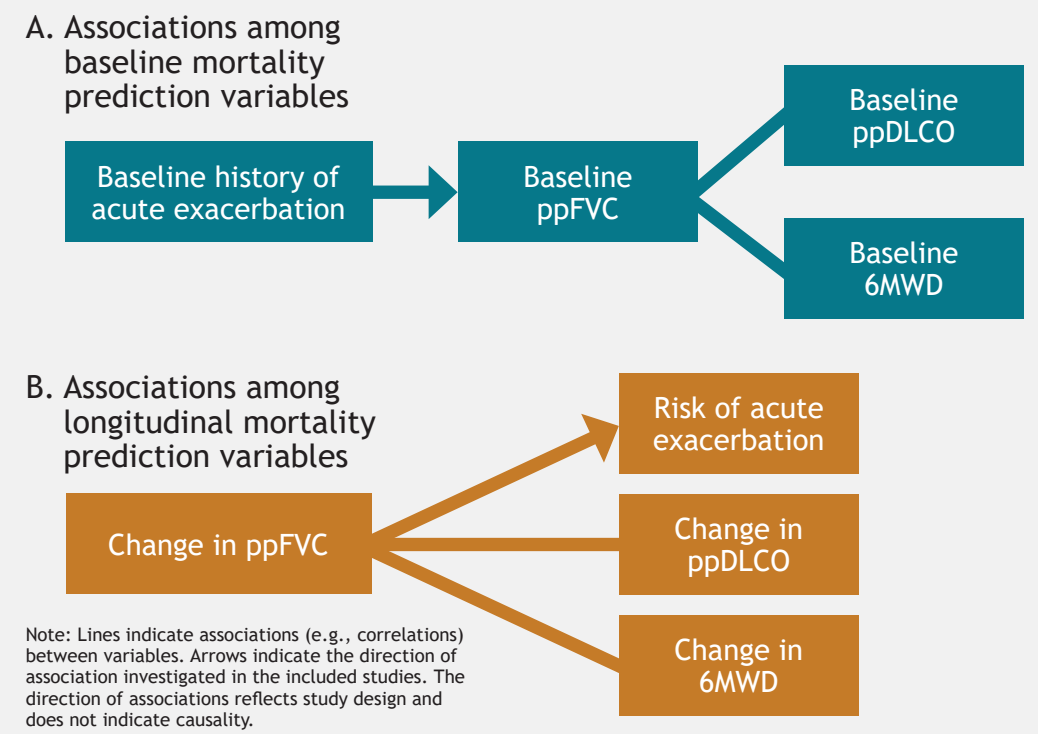 A. Associations among
baseline mortality
prediction variables
Baseline history of
acute exacerbation
Baseline
ppFVC
Baseline
ppDLCO
Baseline
6MWD
B. Associations among
longitudinal mortality
prediction variables
Change in ppFVC
Risk of acute
exacerbation
Change in
ppDLCO
Change in
6MWD
Note: Lines indicate associations (e.g., correlations)
between variables. Arrows indicate the direction of
association investigated in the included studies. The
direction of associations reflects study design and
does not indicate causality.